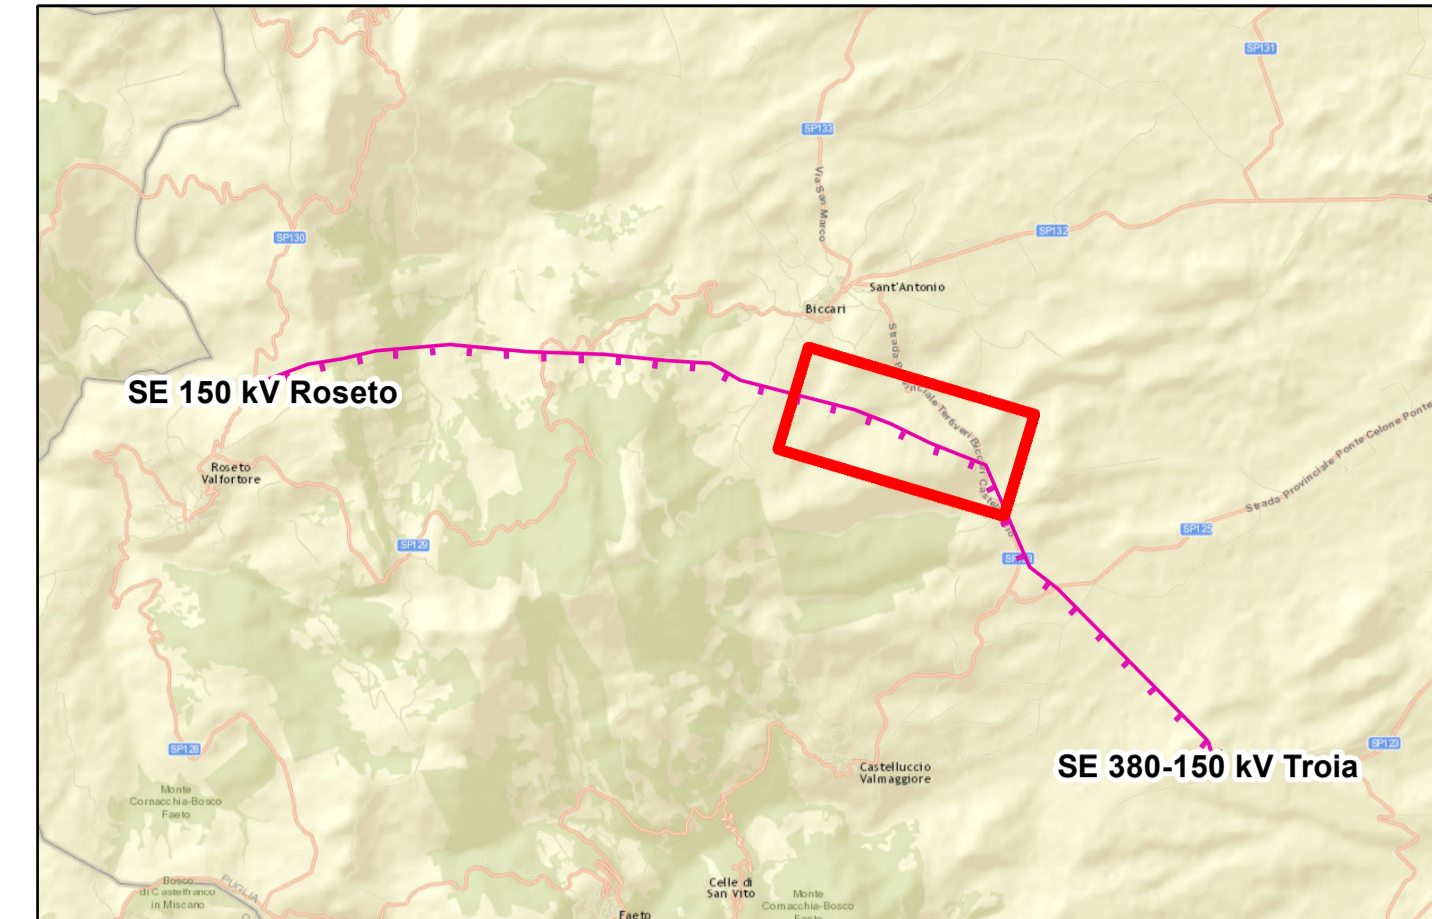 SP131
SP133
Via San Marco
SP130
SP132
Sant'Antonio
Biccari
SE 150 kV Roseto
Roseto
Valfortore
Strada Provinciale Ponte Celone Ponte
SP129
SP125
SP128
Castelluccio
Valmaggiore
SE 380-150 kV Troia
SP123
Monte
Cornacchia-Bosco
Faeto
Bosco
di Castelfranco
in Miscano
PUGLIA
Celle di
San Vito
Monte
Cornacchia-Bosco
Faeto